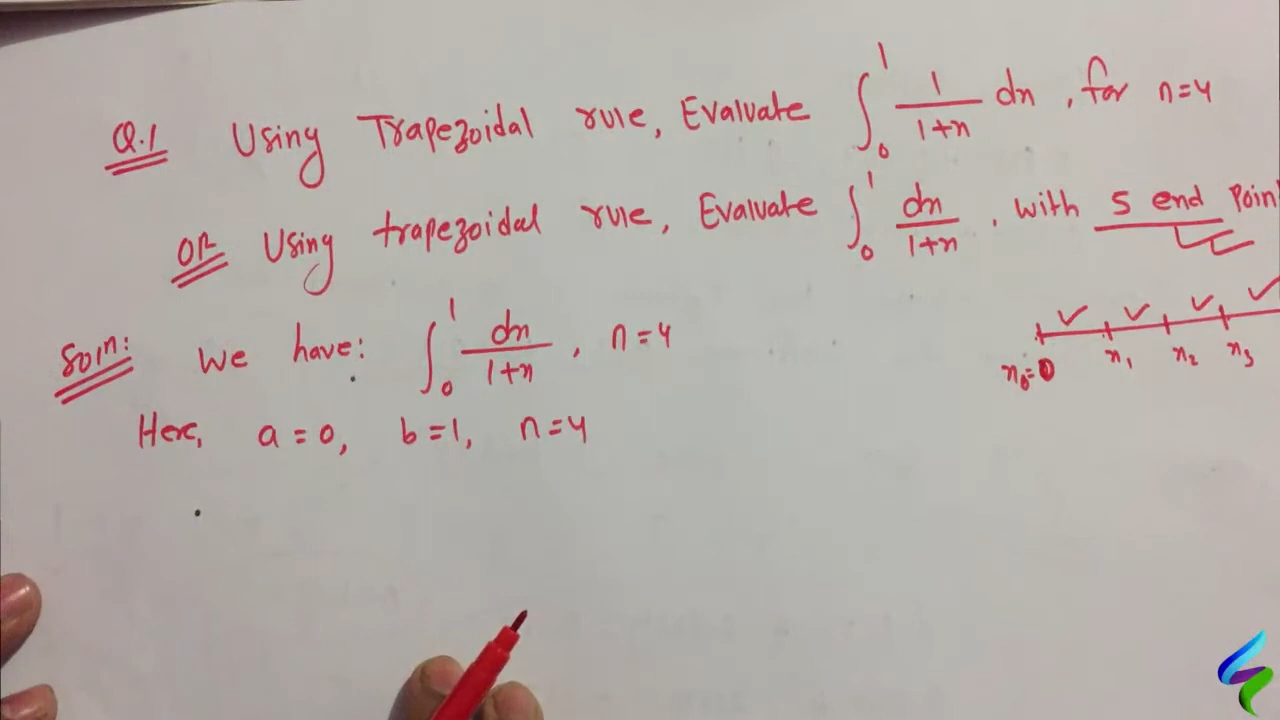 Q.1 Using Trapezoidal rule, Evaluate ∫₀¹ 1/(1+x) dx, for n=4
OR Using trapezoidal rule, Evaluate ∫₀¹ dx/(1+x), with 5 end Poin
Soln: We have: ∫₀¹ dx/(1+x), n=4
x₀=0 x₁ x₂ x₃
Here, a=0, b=1, n=4